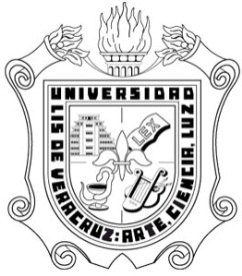 UNIVERSIDAD
LIS DE VERACRUZ: ARTE, CIENCIA, LUZ
LEX